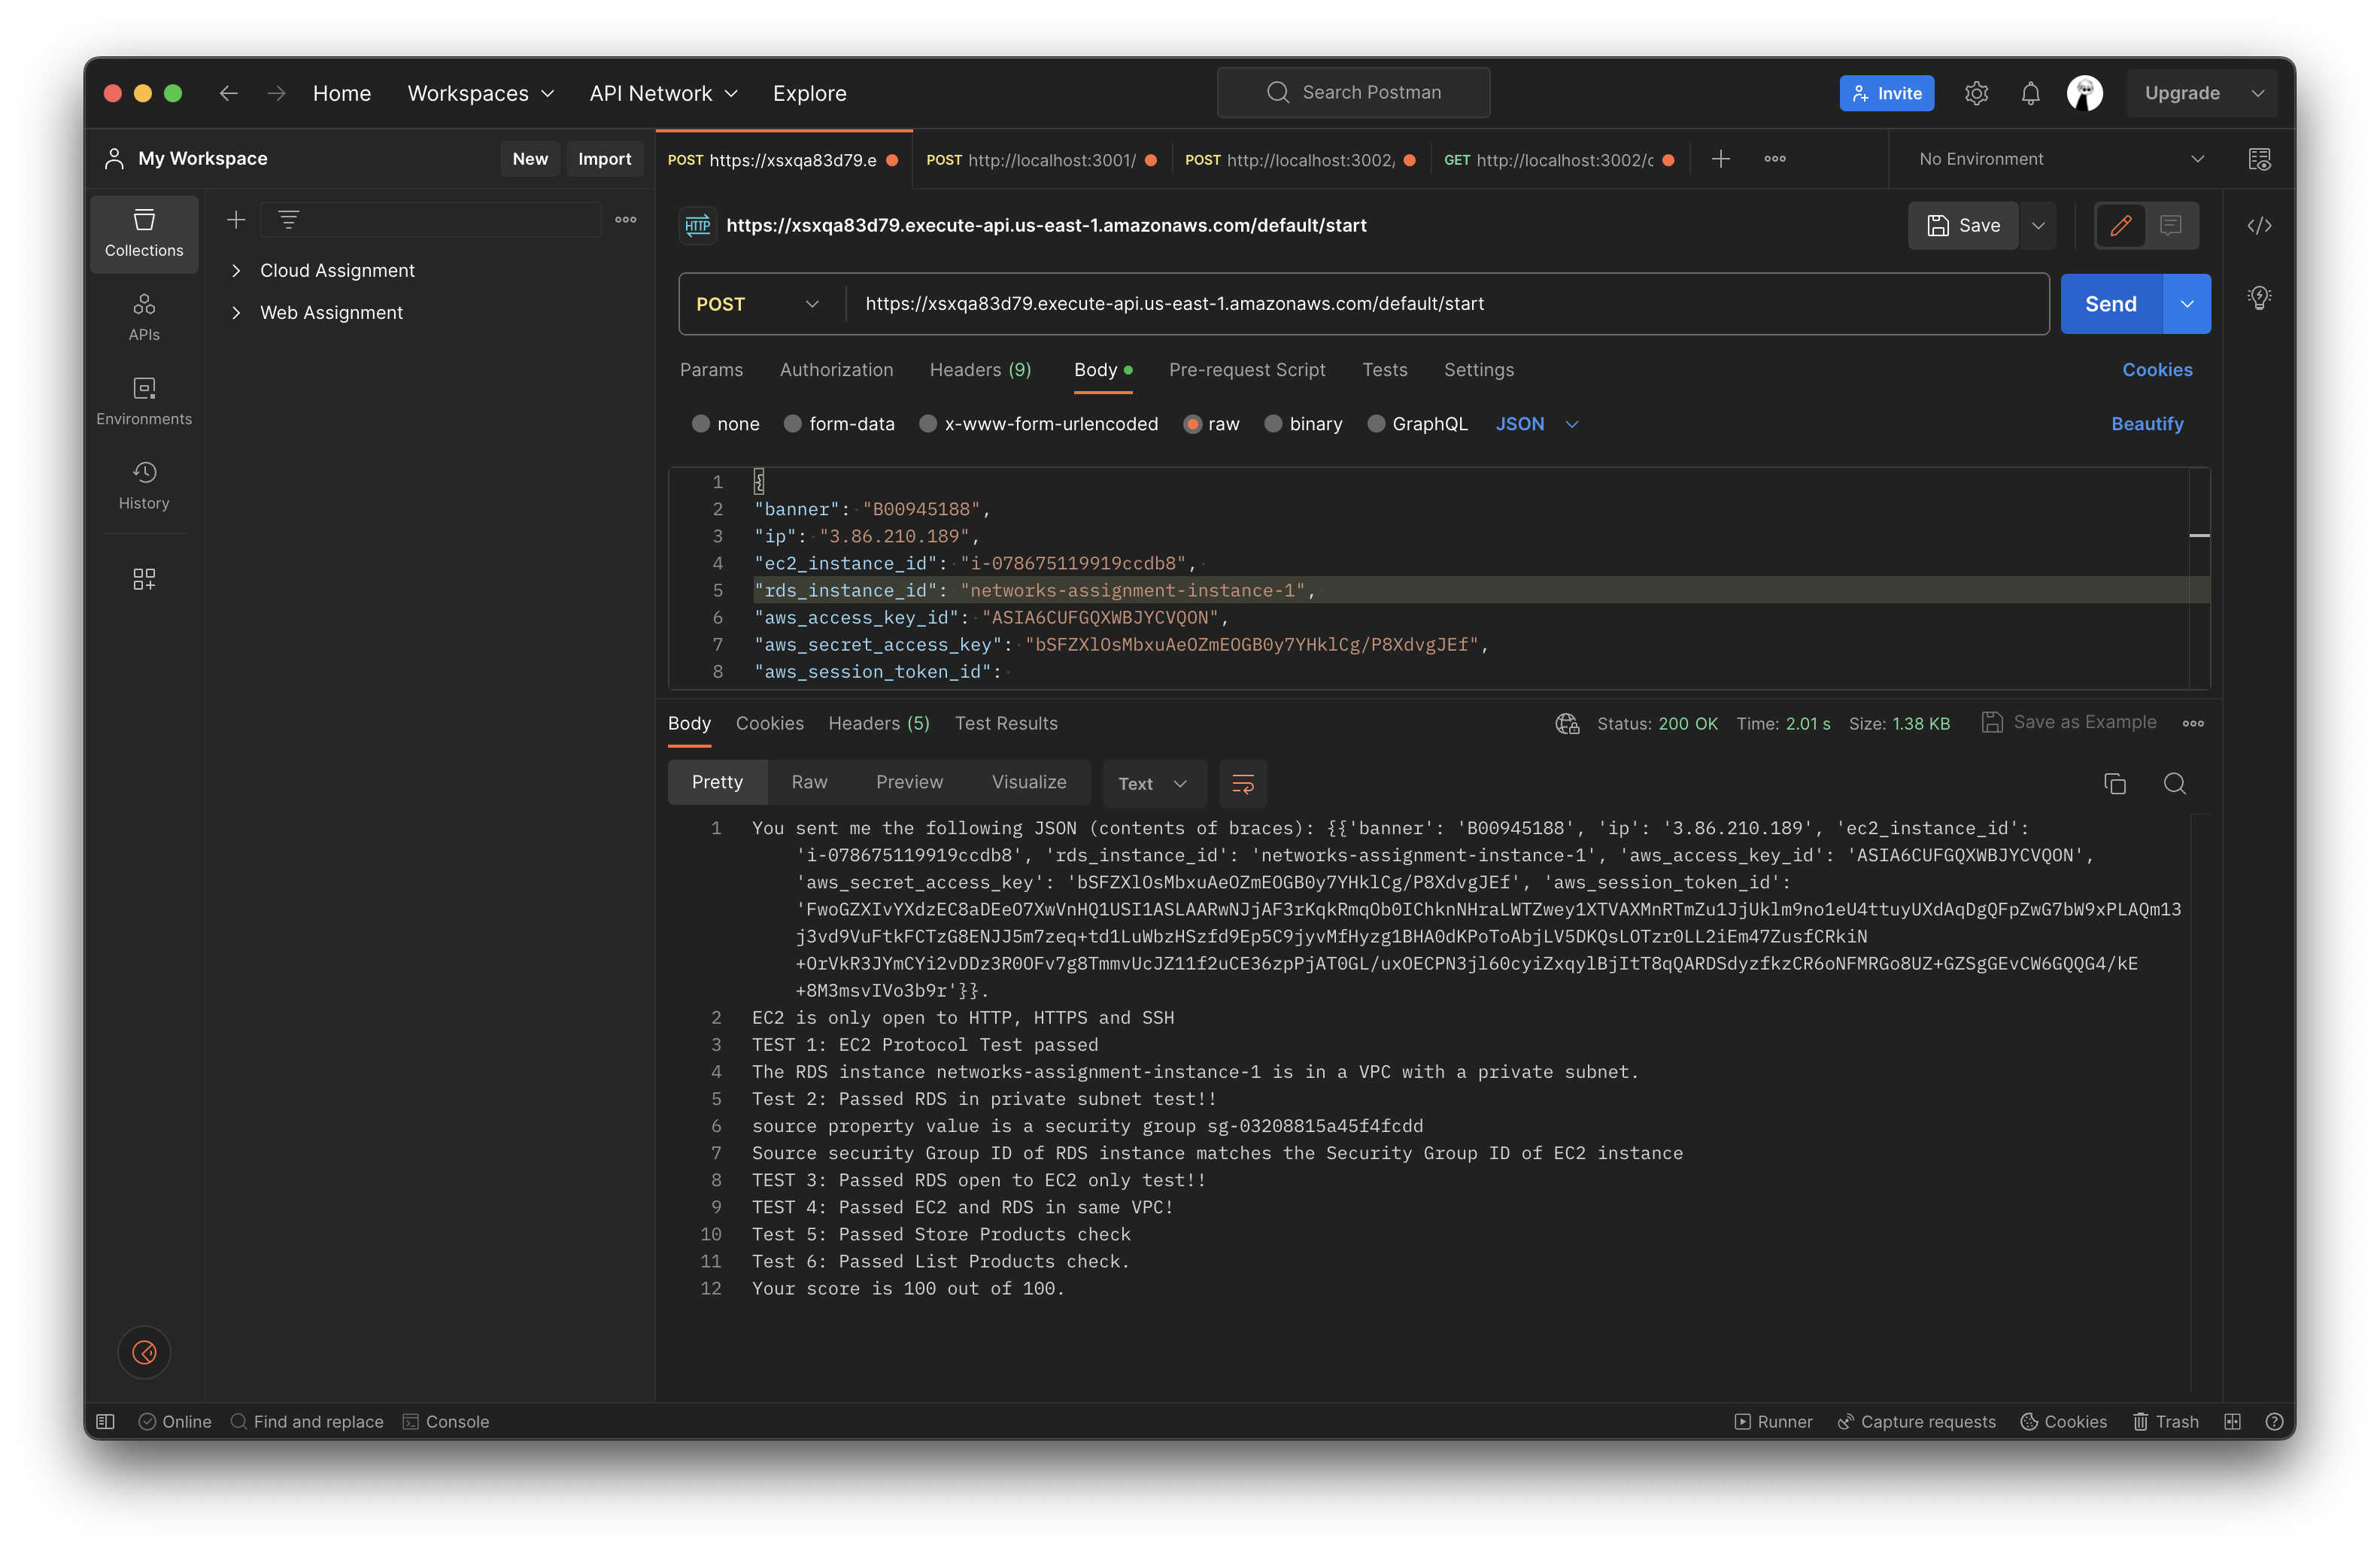 Home
Workspaces
API Network
Explore
Search Postman
Invite
Upgrade
My Workspace
New
Import
POST https://xsxqa83d79.e
POST http://localhost:3001/
POST http://localhost:3002/
GET http://localhost:3002/c
No Environment
Collections
APIs
Environments
History
Cloud Assignment
Web Assignment
HTTP
https://xsxqa83d79.execute-api.us-east-1.amazonaws.com/default/start
Save
POST
https://xsxqa83d79.execute-api.us-east-1.amazonaws.com/default/start
Send
Params
Authorization
Headers (9)
Body
Pre-request Script
Tests
Settings
Cookies
none
form-data
x-www-form-urlencoded
raw
binary
GraphQL
JSON
Beautify
1 {
2 "banner": "B00945188",
3 "ip": "3.86.210.189",
4 "ec2_instance_id": "i-078675119919ccdb8",
5 "rds_instance_id": "networks-assignment-instance-1",
6 "aws_access_key_id": "ASIA6CUFGQXWBJYCVQON",
7 "aws_secret_access_key": "bSFZXlOsMbxuAeOZmEOGB0y7YHklCg/P8XdvgJEf",
8 "aws_session_token_id":
Body
Cookies
Headers (5)
Test Results
Status: 200 OK
Time: 2.01 s
Size: 1.38 KB
Save as Example
Pretty
Raw
Preview
Visualize
Text
1 You sent me the following JSON (contents of braces): {{'banner': 'B00945188', 'ip': '3.86.210.189', 'ec2_instance_id':
'i-078675119919ccdb8', 'rds_instance_id': 'networks-assignment-instance-1', 'aws_access_key_id': 'ASIA6CUFGQXWBJYCVQON',
'aws_secret_access_key': 'bSFZXlOsMbxuAeOZmEOGB0y7YHklCg/P8XdvgJEf', 'aws_session_token_id':
'FwoGZXIvYXdzEC8aDEeO7XwVnHQ1USI1ASLAARwNJjAF3rKqkRmqOb0IChknNHraLWTZwey1XTVAXMnRTmZu1JjUklm9no1eU4ttuyUXdAqDgQFpZwG7bW9xPLAQm13
j3vd9VuFtkFCTzG8ENJJ5m7zeq+td1LuWbzHSzfd9Ep5C9jyvMfHyzg1BHA0dKPoToAbjLV5DKQsLOTzr0LL2iEm47ZusfCRkiN
+OrVkR3JYmCYi2vDDz3R0OFv7g8TmmvUcJZ11f2uCE36zpPjAT0GL/uxOECPN3jl60cyiZxqylBjItT8qQARDSdyzfkzCR6oNFMRGo8UZ+GZSgGEvCW6GQQG4/kE
+8M3msvIVo3b9r'}}.
2 EC2 is only open to HTTP, HTTPS and SSH
3 TEST 1: EC2 Protocol Test passed
4 The RDS instance networks-assignment-instance-1 is in a VPC with a private subnet.
5 Test 2: Passed RDS in private subnet test!!
6 source property value is a security group sg-03208815a45f4fcdd
7 Source security Group ID of RDS instance matches the Security Group ID of EC2 instance
8 TEST 3: Passed RDS open to EC2 only test!!
9 TEST 4: Passed EC2 and RDS in same VPC!
10 Test 5: Passed Store Products check
11 Test 6: Passed List Products check.
12 Your score is 100 out of 100.
Online
Find and replace
Console
Runner
Capture requests
Cookies
Trash